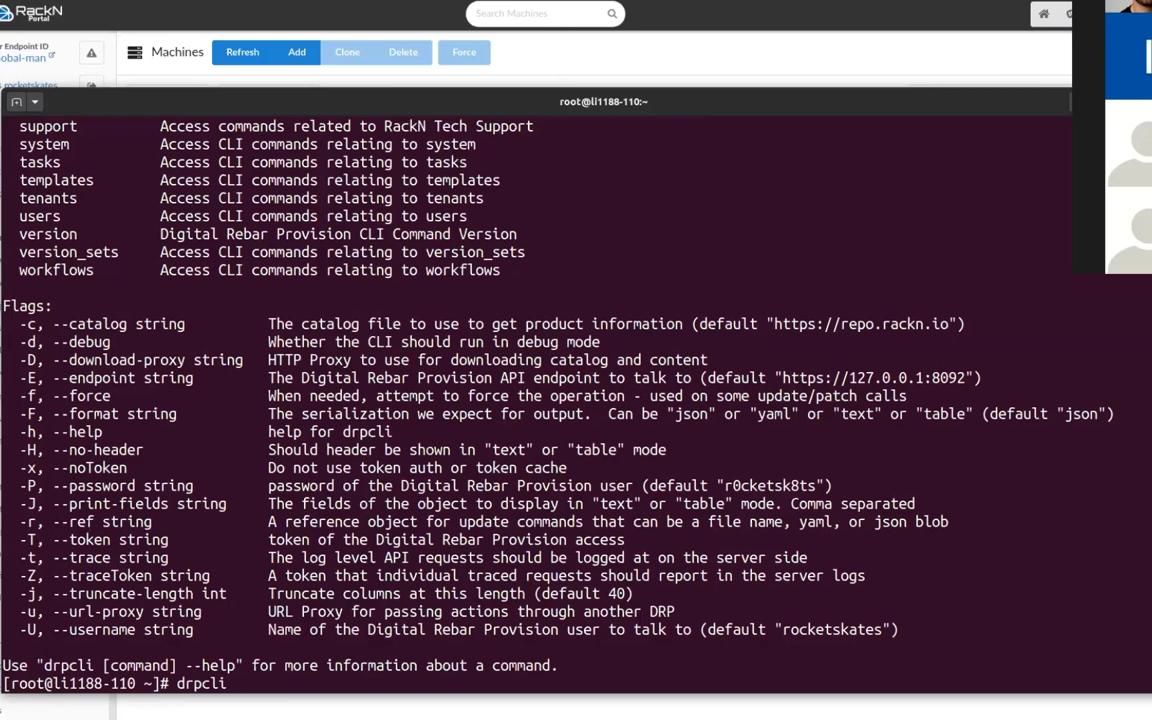 RackN
Portal
Search Machines
r Endpoint ID
obal-man
Machines Refresh Add Clone Delete Force
rocketskates
root@li1188-110:~
support Access commands related to RackN Tech Support
system Access CLI commands relating to system
tasks Access CLI commands relating to tasks
templates Access CLI commands relating to templates
tenants Access CLI commands relating to tenants
users Access CLI commands relating to users
version Digital Rebar Provision CLI Command Version
version_sets Access CLI commands relating to version_sets
workflows Access CLI commands relating to workflows
Flags:
-c, --catalog string The catalog file to use to get product information (default "https://repo.rackn.io")
-d, --debug Whether the CLI should run in debug mode
-D, --download-proxy string HTTP Proxy to use for downloading catalog and content
-E, --endpoint string The Digital Rebar Provision API endpoint to talk to (default "https://127.0.0.1:8092")
-f, --force When needed, attempt to force the operation - used on some update/patch calls
-F, --format string The serialization we expect for output. Can be "json" or "yaml" or "text" or "table" (default "json")
-h, --help help for drpcli
-H, --no-header Should header be shown in "text" or "table" mode
-x, --noToken Do not use token auth or token cache
-P, --password string password of the Digital Rebar Provision user (default "r0cketsk8ts")
-J, --print-fields string The fields of the object to display in "text" or "table" mode. Comma separated
-r, --ref string A reference object for update commands that can be a file name, yaml, or json blob
-T, --token string token of the Digital Rebar Provision access
-t, --trace string The log level API requests should be logged at on the server side
-Z, --traceToken string A token that individual traced requests should report in the server logs
-j, --truncate-length int Truncate columns at this length (default 40)
-u, --url-proxy string URL Proxy for passing actions through another DRP
-U, --username string Name of the Digital Rebar Provision user to talk to (default "rocketskates")
Use "drpcli [command] --help" for more information about a command.
[root@li1188-110 ~]# drpcli